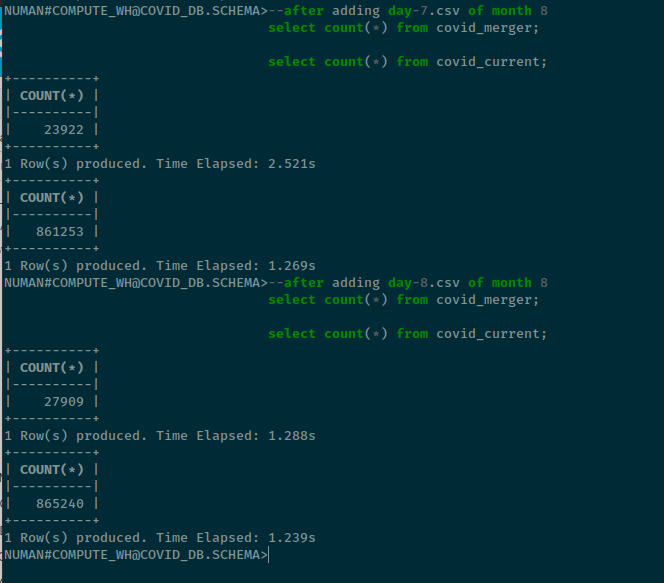 NUMAN#COMPUTE_WH@COVID_DB.SCHEMA>--after adding day-7.csv of month 8
select count(*) from covid_merger;
select count(*) from covid_current;
+----------+
| COUNT(*) |
|----------|
|    23922 |
+----------+
1 Row(s) produced. Time Elapsed: 2.521s
+----------+
| COUNT(*) |
|----------|
|   861253 |
+----------+
1 Row(s) produced. Time Elapsed: 1.269s
NUMAN#COMPUTE_WH@COVID_DB.SCHEMA>--after adding day-8.csv of month 8
select count(*) from covid_merger;
select count(*) from covid_current;
+----------+
| COUNT(*) |
|----------|
|    27909 |
+----------+
1 Row(s) produced. Time Elapsed: 1.288s
+----------+
| COUNT(*) |
|----------|
|   865240 |
+----------+
1 Row(s) produced. Time Elapsed: 1.239s
NUMAN#COMPUTE_WH@COVID_DB.SCHEMA>